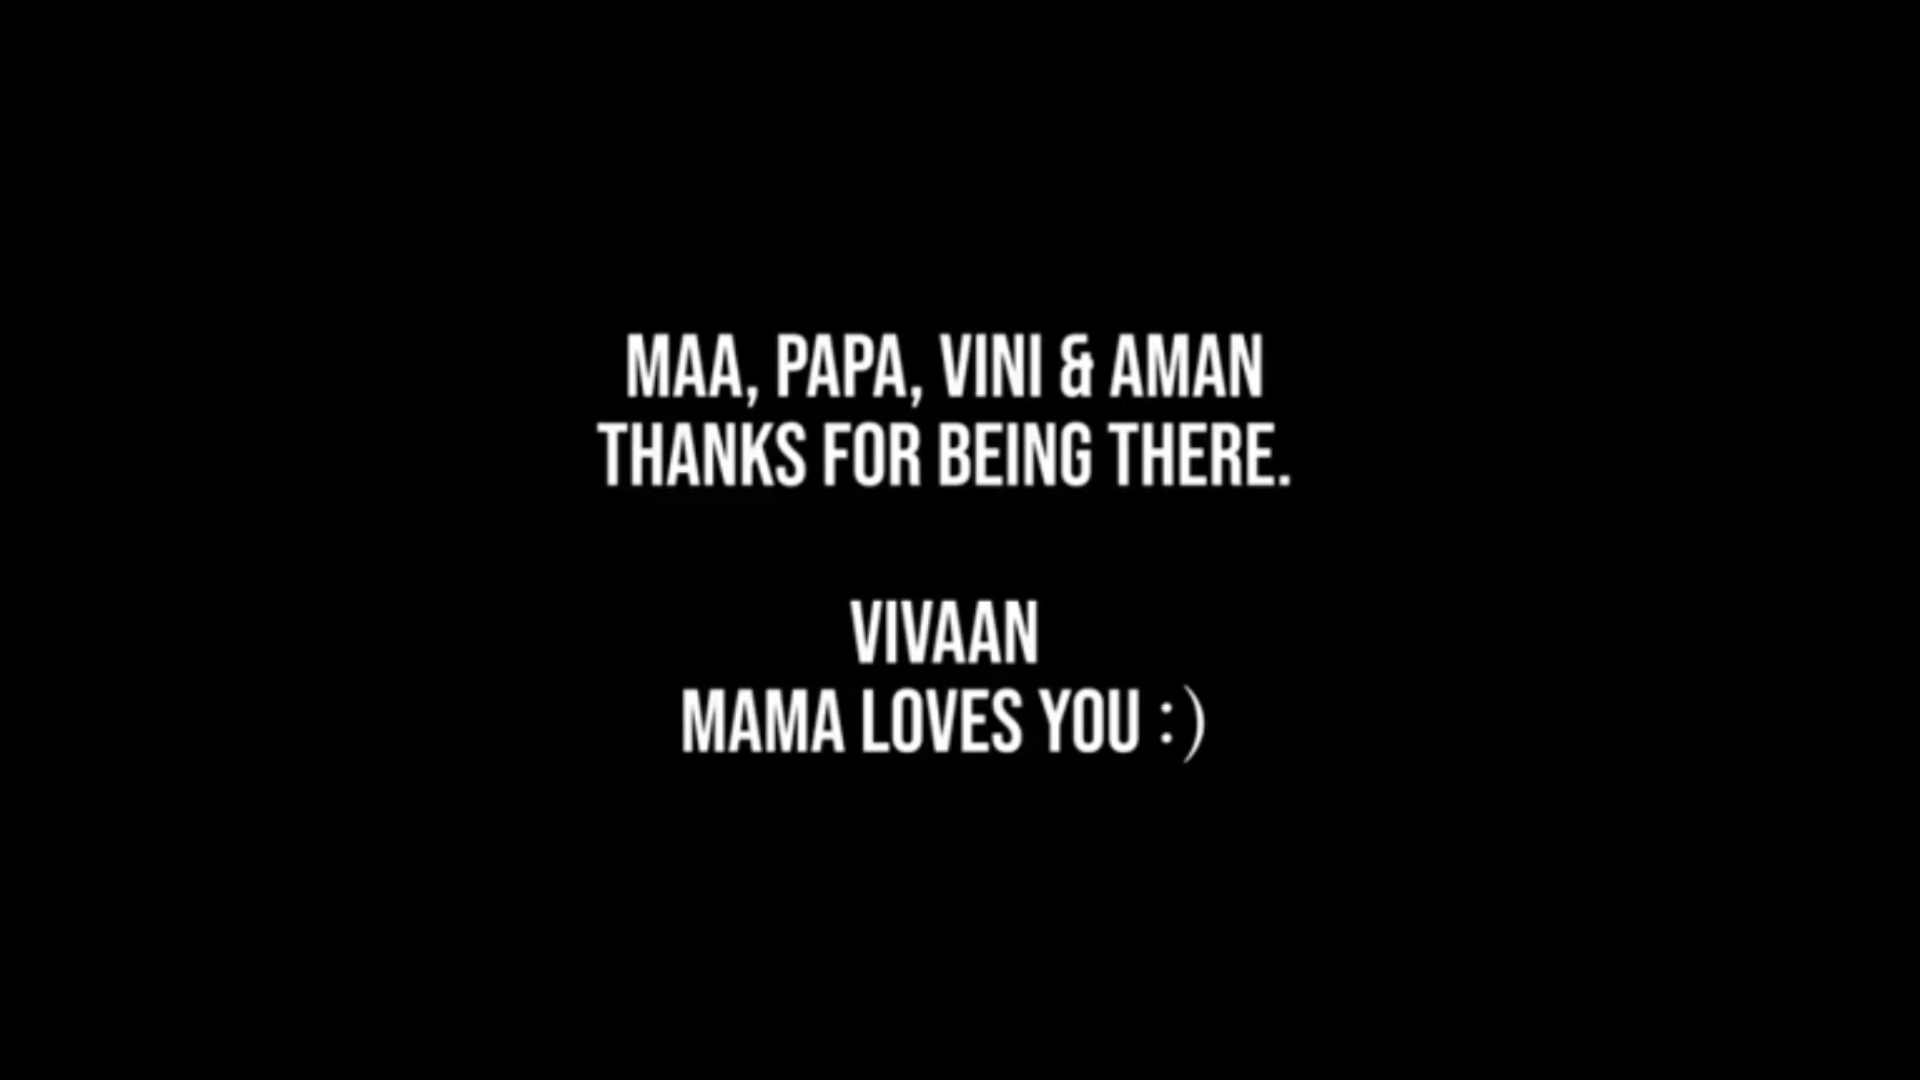 MAA, PAPA, VINI & AMAN
THANKS FOR BEING THERE.
VIVAAN
MAMA LOVES YOU :)